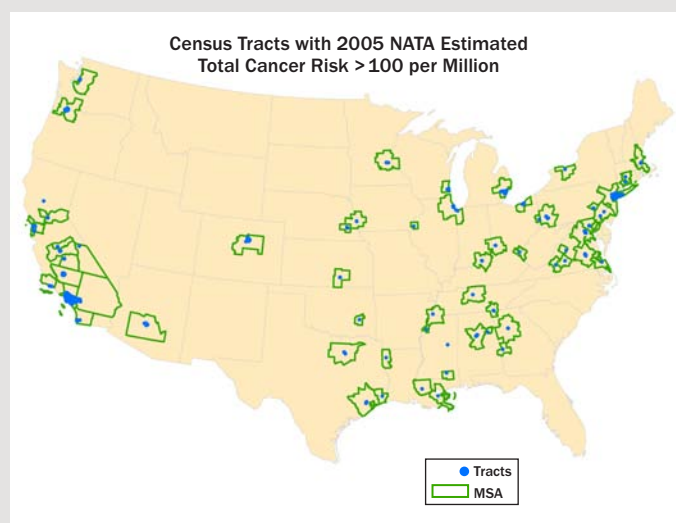 Census Tracts with 2005 NATA Estimated
Total Cancer Risk >100 per Million
Tracts
MSA